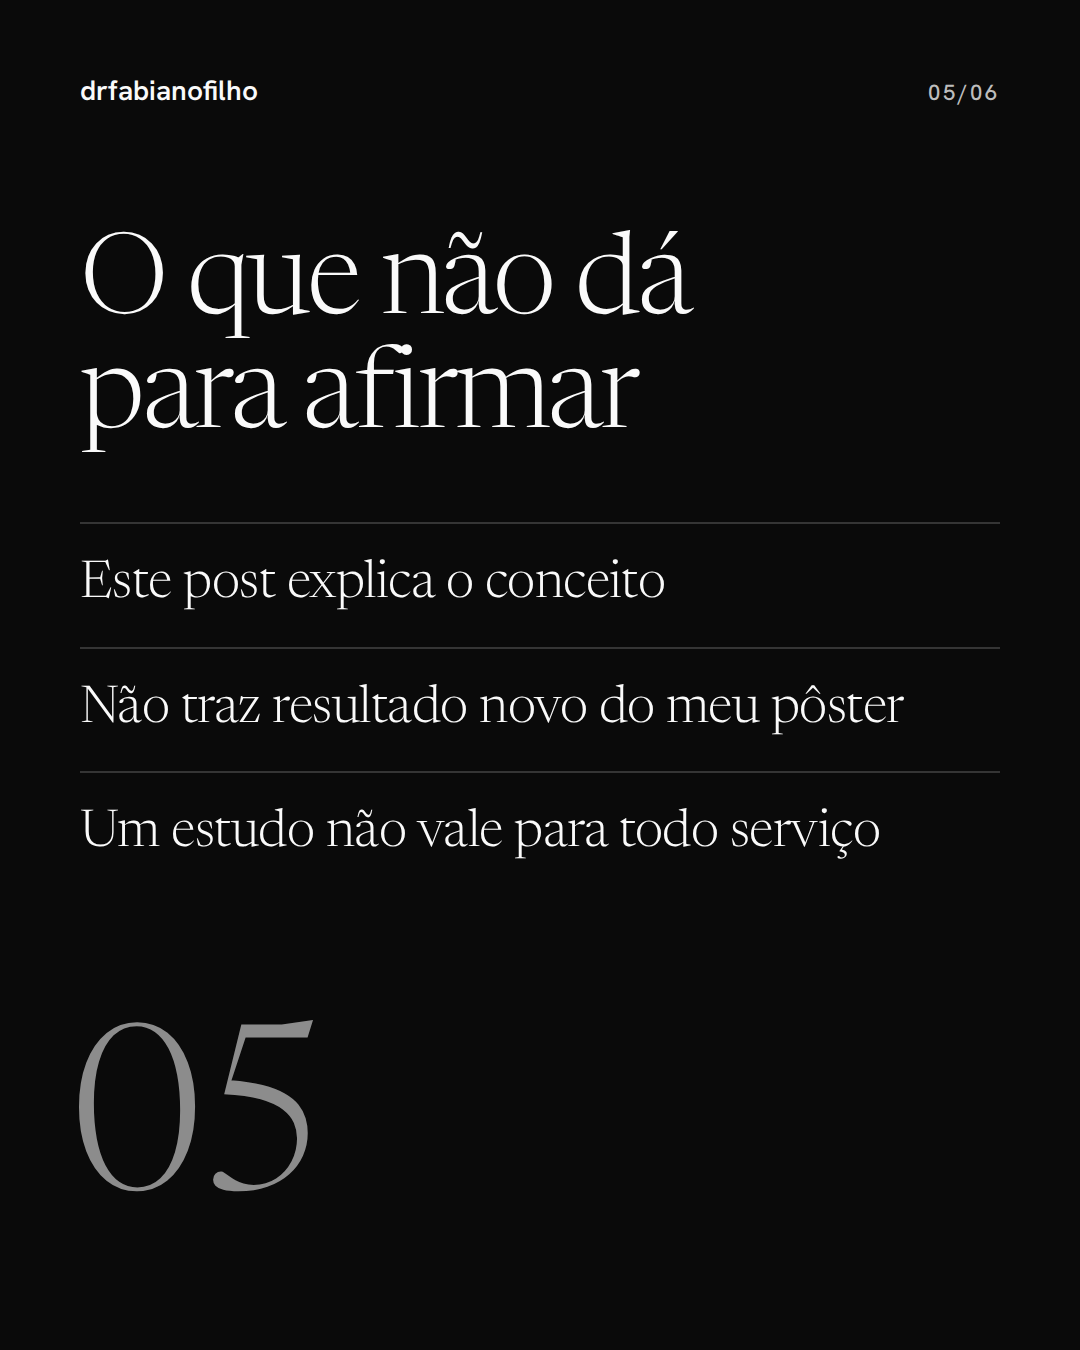 drfabianofilho
05/06
O que não dá
para afirmar
Este post explica o conceito
Não traz resultado novo do meu pôster
Um estudo não vale para todo serviço
05